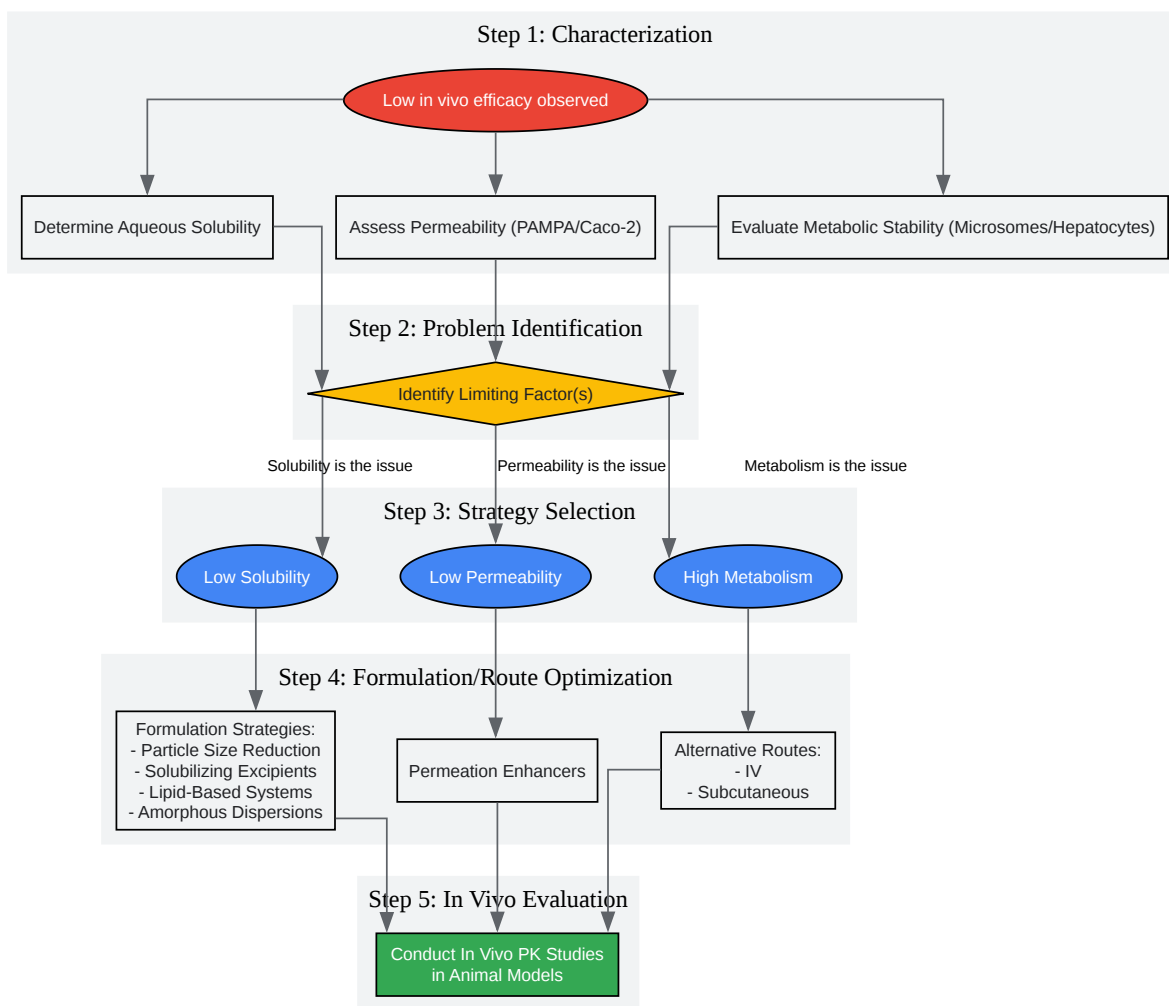 Step 1: Characterization
Low in vivo efficacy observed
Determine Aqueous Solubility
Assess Permeability (PAMPA/Caco-2)
Evaluate Metabolic Stability (Microsomes/Hepatocytes)
Step 2: Problem Identification
Identify Limiting Factor(s)
Solubility is the issue
Permeability is the issue
Metabolism is the issue
Step 3: Strategy Selection
Low Solubility
Low Permeability
High Metabolism
Step 4: Formulation/Route Optimization
Formulation Strategies:
- Particle Size Reduction
- Solubilizing Excipients
- Lipid-Based Systems
- Amorphous Dispersions
Permeation Enhancers
Alternative Routes:
- IV
- Subcutaneous
Step 5: In Vivo Evaluation
Conduct In Vivo PK Studies
in Animal Models